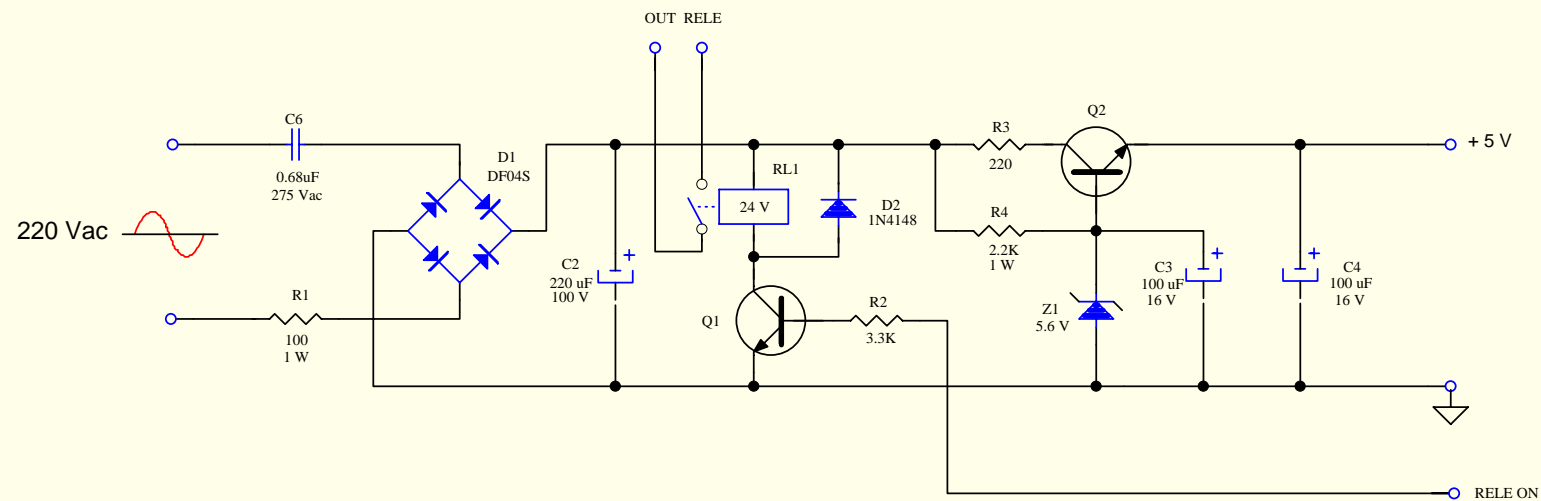 OUT RELE
C6
0.68uF
275 Vac
D1
DF04S
220 Vac
R1
100
1 W
C2
220 uF
100 V
RL1
24 V
D2
1N4148
Q1
R2
3.3K
R3
220
Q2
+ 5 V
R4
2.2K
1 W
Z1
5.6 V
C3
100 uF
16 V
C4
100 uF
16 V
RELE ON
+
+
+